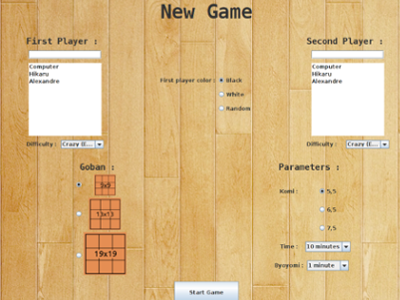 New Game
First Player :
Second Player :
Computer
Hikaru
Alexandre
First player color:
Black
White
Random
Computer
Hikaru
Alexandre
Difficulty :
Crazy (I...
Difficulty :
Crazy (I...
Goban :
Parameters :
9x9
13x13
19x19
Komi :
5,5
6,5
7,5
Time :
10 minutes
Byoyomi :
1 minute
Start Game